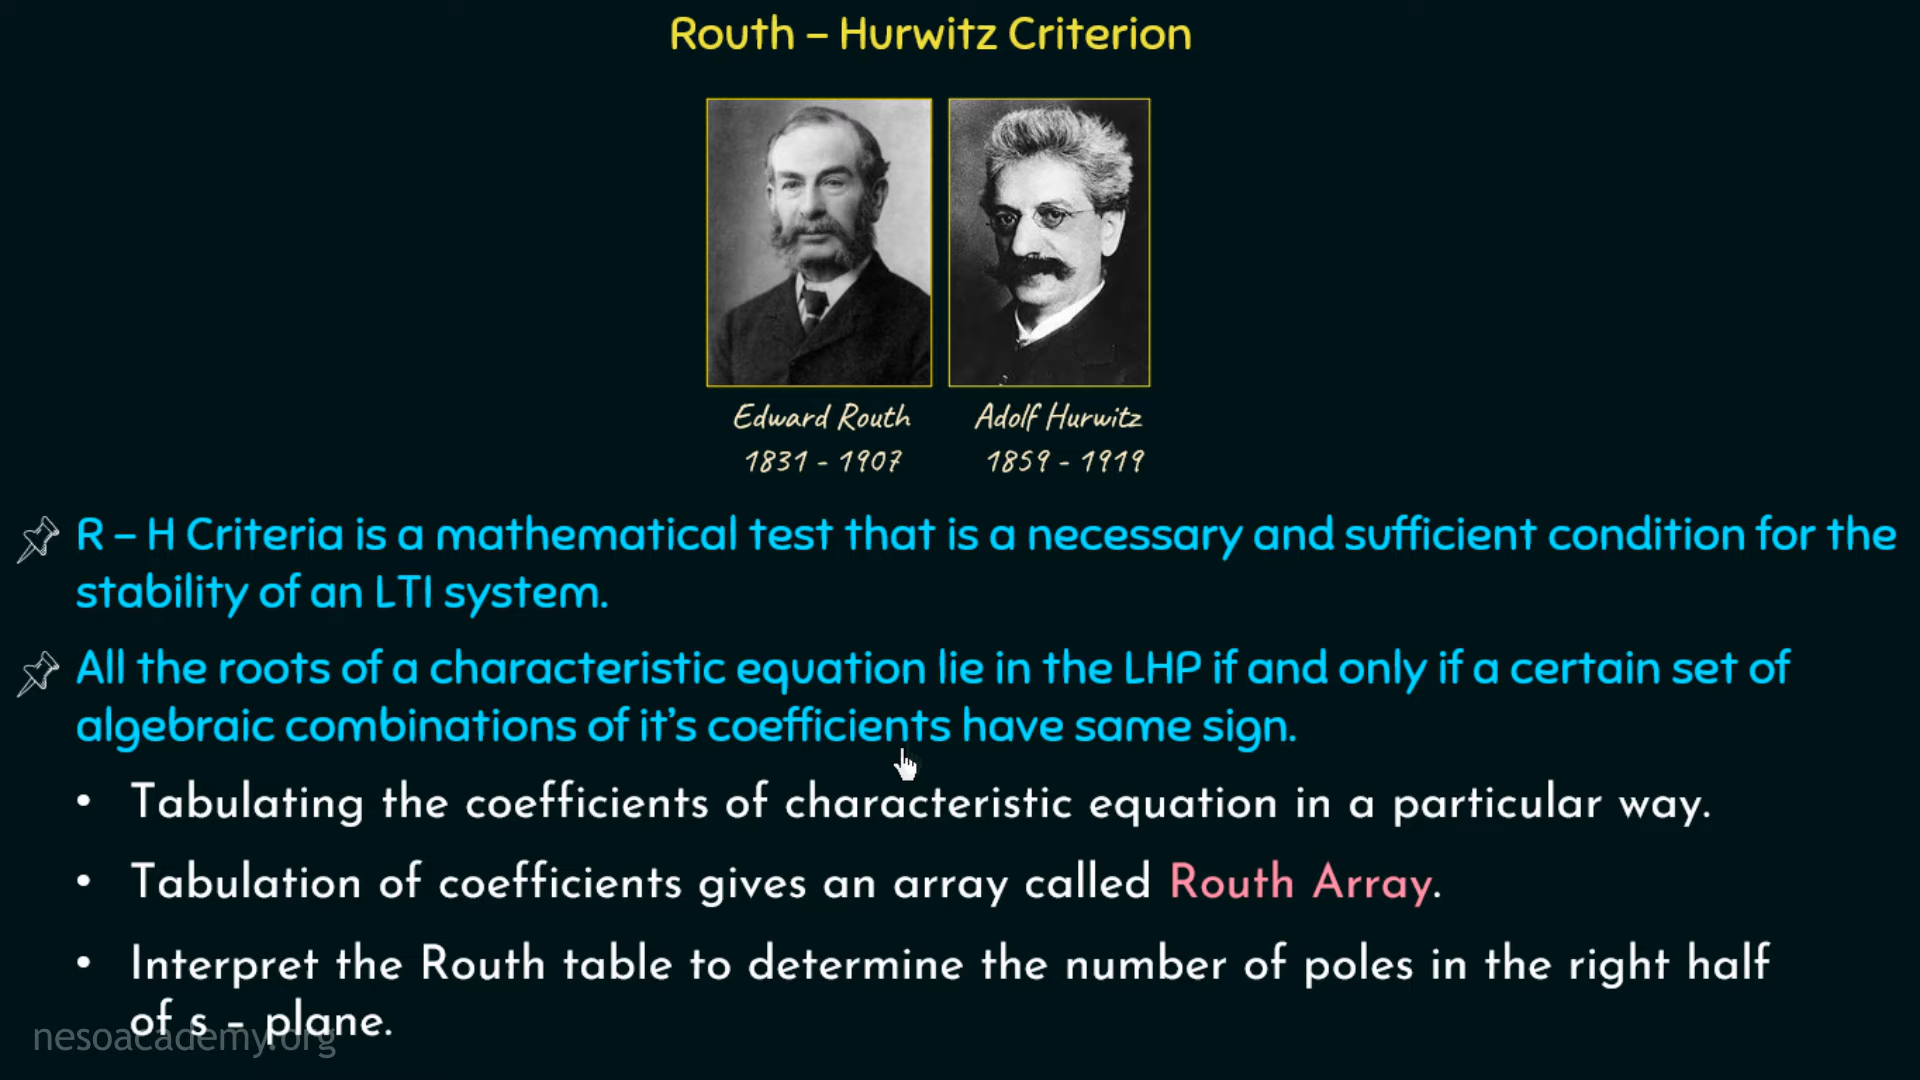 Routh – Hurwitz Criterion
Edward Routh
Adolf Hurwitz
1831 - 1907
1859 - 1919
R – H Criteria is a mathematical test that is a necessary and sufficient condition for the
stability of an LTI system.
All the roots of a characteristic equation lie in the LHP if and only if a certain set of
algebraic combinations of it’s coefficients have same sign.
• Tabulating the coefficients of characteristic equation in a particular way.
• Tabulation of coefficients gives an array called Routh Array.
• Interpret the Routh table to determine the number of poles in the right half
of s – plane.
nesoacademy.org